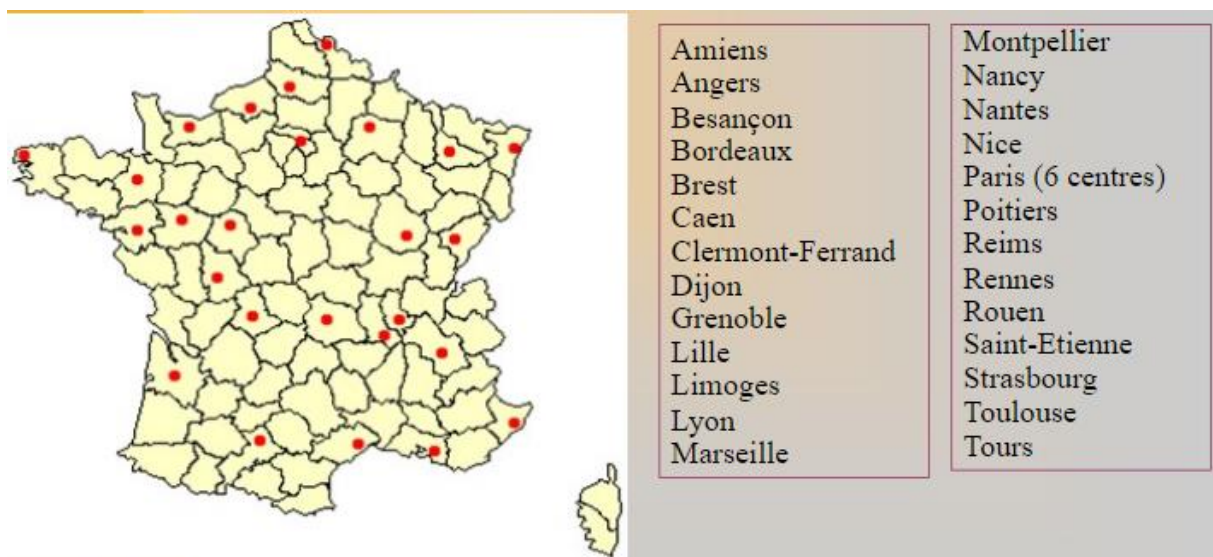 Amiens
Angers
Besançon
Bordeaux
Brest
Caen
Clermont-Ferrand
Dijon
Grenoble
Lille
Limoges
Lyon
Marseille
Montpellier
Nancy
Nantes
Nice
Paris (6 centres)
Poitiers
Reims
Rennes
Rouen
Saint-Etienne
Strasbourg
Toulouse
Tours